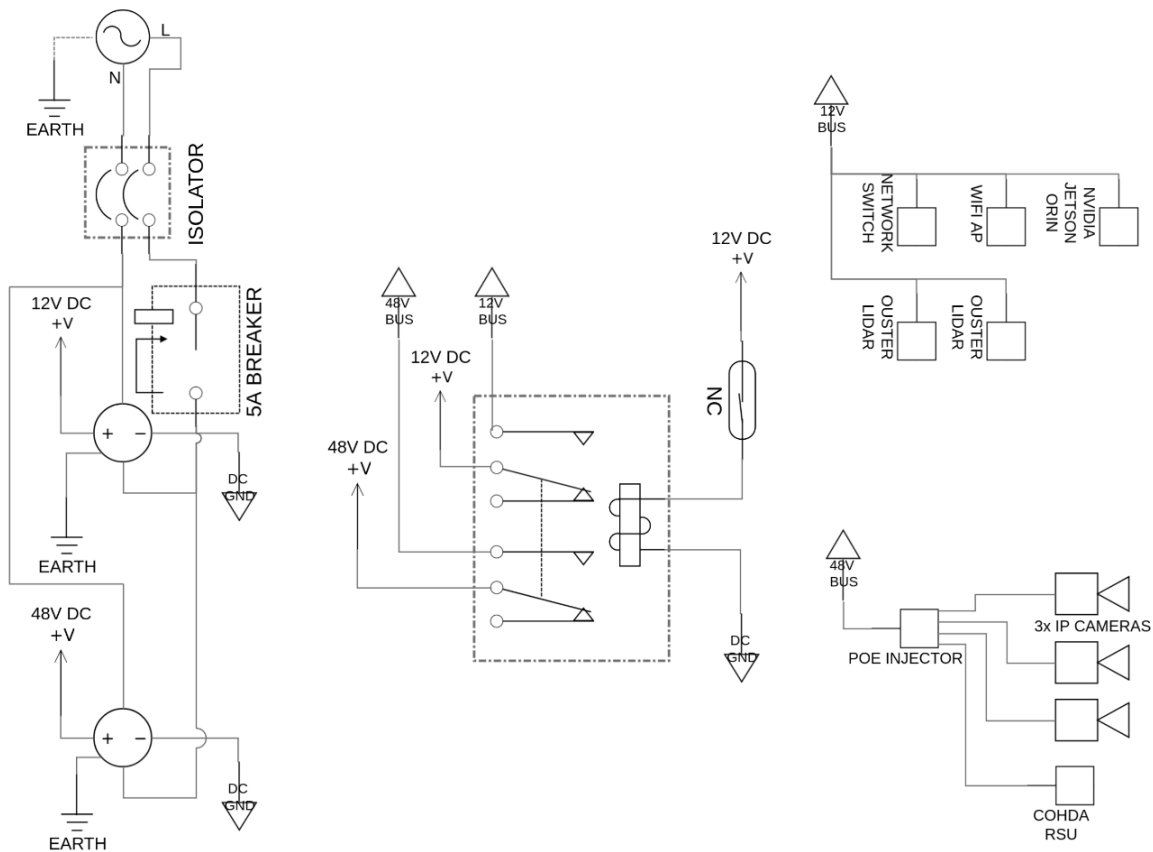 L
N
EARTH
ISOLATOR
12V DC
+V
5A BREAKER
+
−
DC
GND
EARTH
48V DC
+V
+
−
DC
GND
EARTH
48V
BUS
12V
BUS
12V DC
+V
48V DC
+V
12V DC
+V
NC
DC
GND
12V
BUS
NETWORK
SWITCH
WIFI AP
NVIDIA
JETSON
ORIN
OUSTER
LIDAR
OUSTER
LIDAR
48V
BUS
POE INJECTOR
3x IP CAMERAS
COHDA
RSU